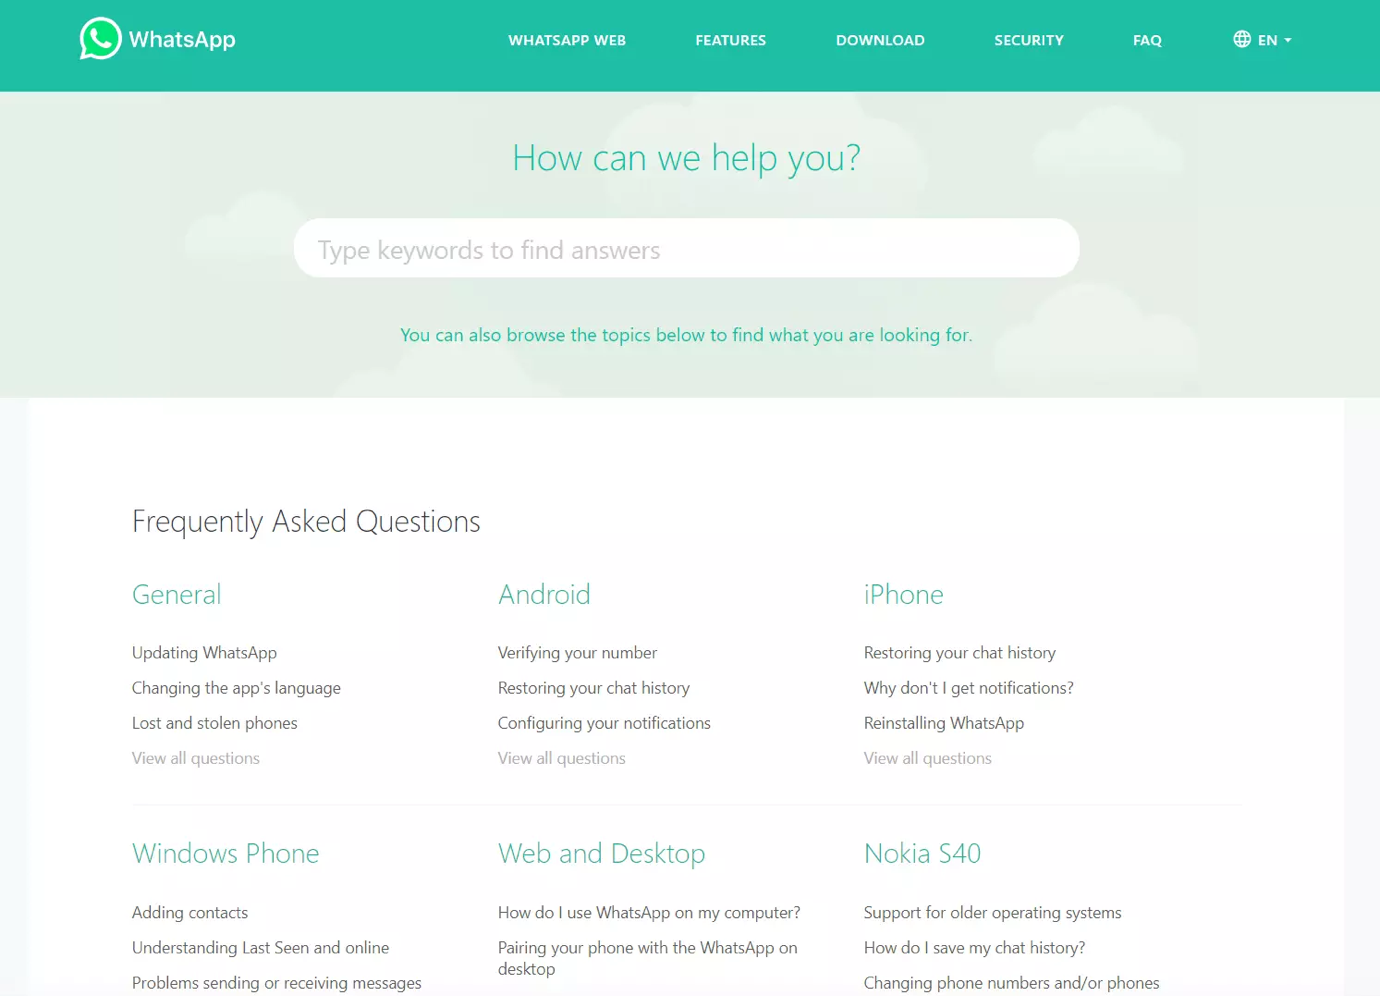 WhatsApp
WHATSAPP WEB
FEATURES
DOWNLOAD
SECURITY
FAQ
EN
How can we help you?
Type keywords to find answers
You can also browse the topics below to find what you are looking for.
Frequently Asked Questions
General
Updating WhatsApp
Changing the app's language
Lost and stolen phones
View all questions
Android
Verifying your number
Restoring your chat history
Configuring your notifications
View all questions
iPhone
Restoring your chat history
Why don't I get notifications?
Reinstalling WhatsApp
View all questions
Windows Phone
Adding contacts
Understanding Last Seen and online
Problems sending or receiving messages
Web and Desktop
How do I use WhatsApp on my computer?
Pairing your phone with the WhatsApp on
desktop
Nokia S40
Support for older operating systems
How do I save my chat history?
Changing phone numbers and/or phones